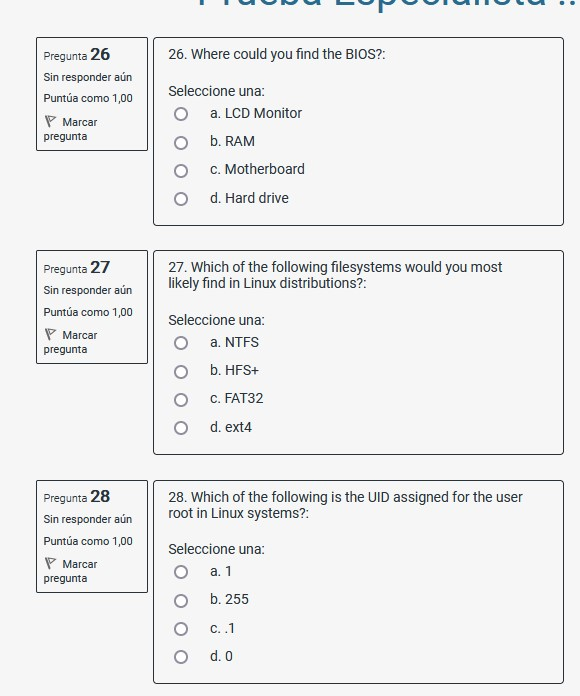 Prueba Especialista
Pregunta 26
Sin responder aún
Puntúa como 1,00
Marcar
pregunta
26. Where could you find the BIOS?:
Seleccione una:
a. LCD Monitor
b. RAM
c. Motherboard
d. Hard drive
Pregunta 27
Sin responder aún
Puntúa como 1,00
Marcar
pregunta
27. Which of the following filesystems would you most
likely find in Linux distributions?:
Seleccione una:
a. NTFS
b. HFS+
c. FAT32
d. ext4
Pregunta 28
Sin responder aún
Puntúa como 1,00
Marcar
pregunta
28. Which of the following is the UID assigned for the user
root in Linux systems?:
Seleccione una:
a. 1
b. 255
c. .1
d. 0